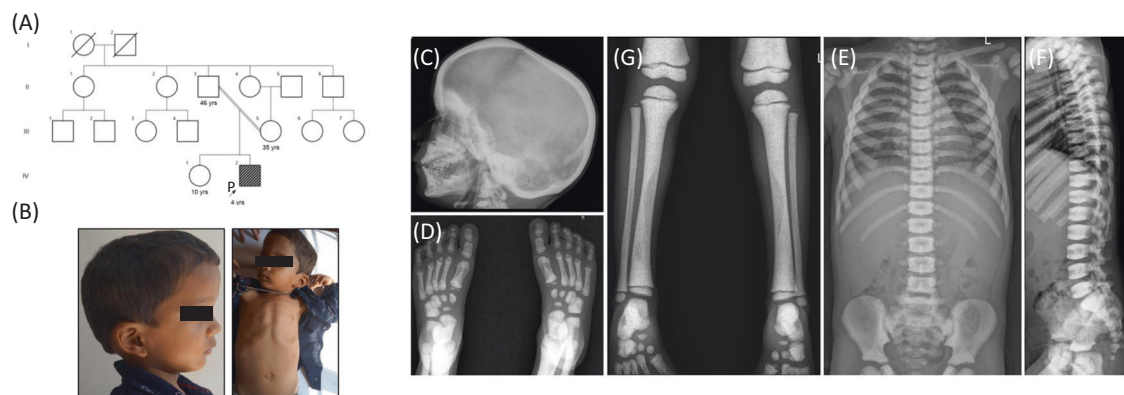 (A)
1 2
I
1 2 3 4 5 6
II
46 yrs
1 2 3 4 5 6 7
III
35 yrs
1 2
IV
P
10 yrs
4 yrs
(B)
(C)
(D)
(G)
L
(E)
L
(F)